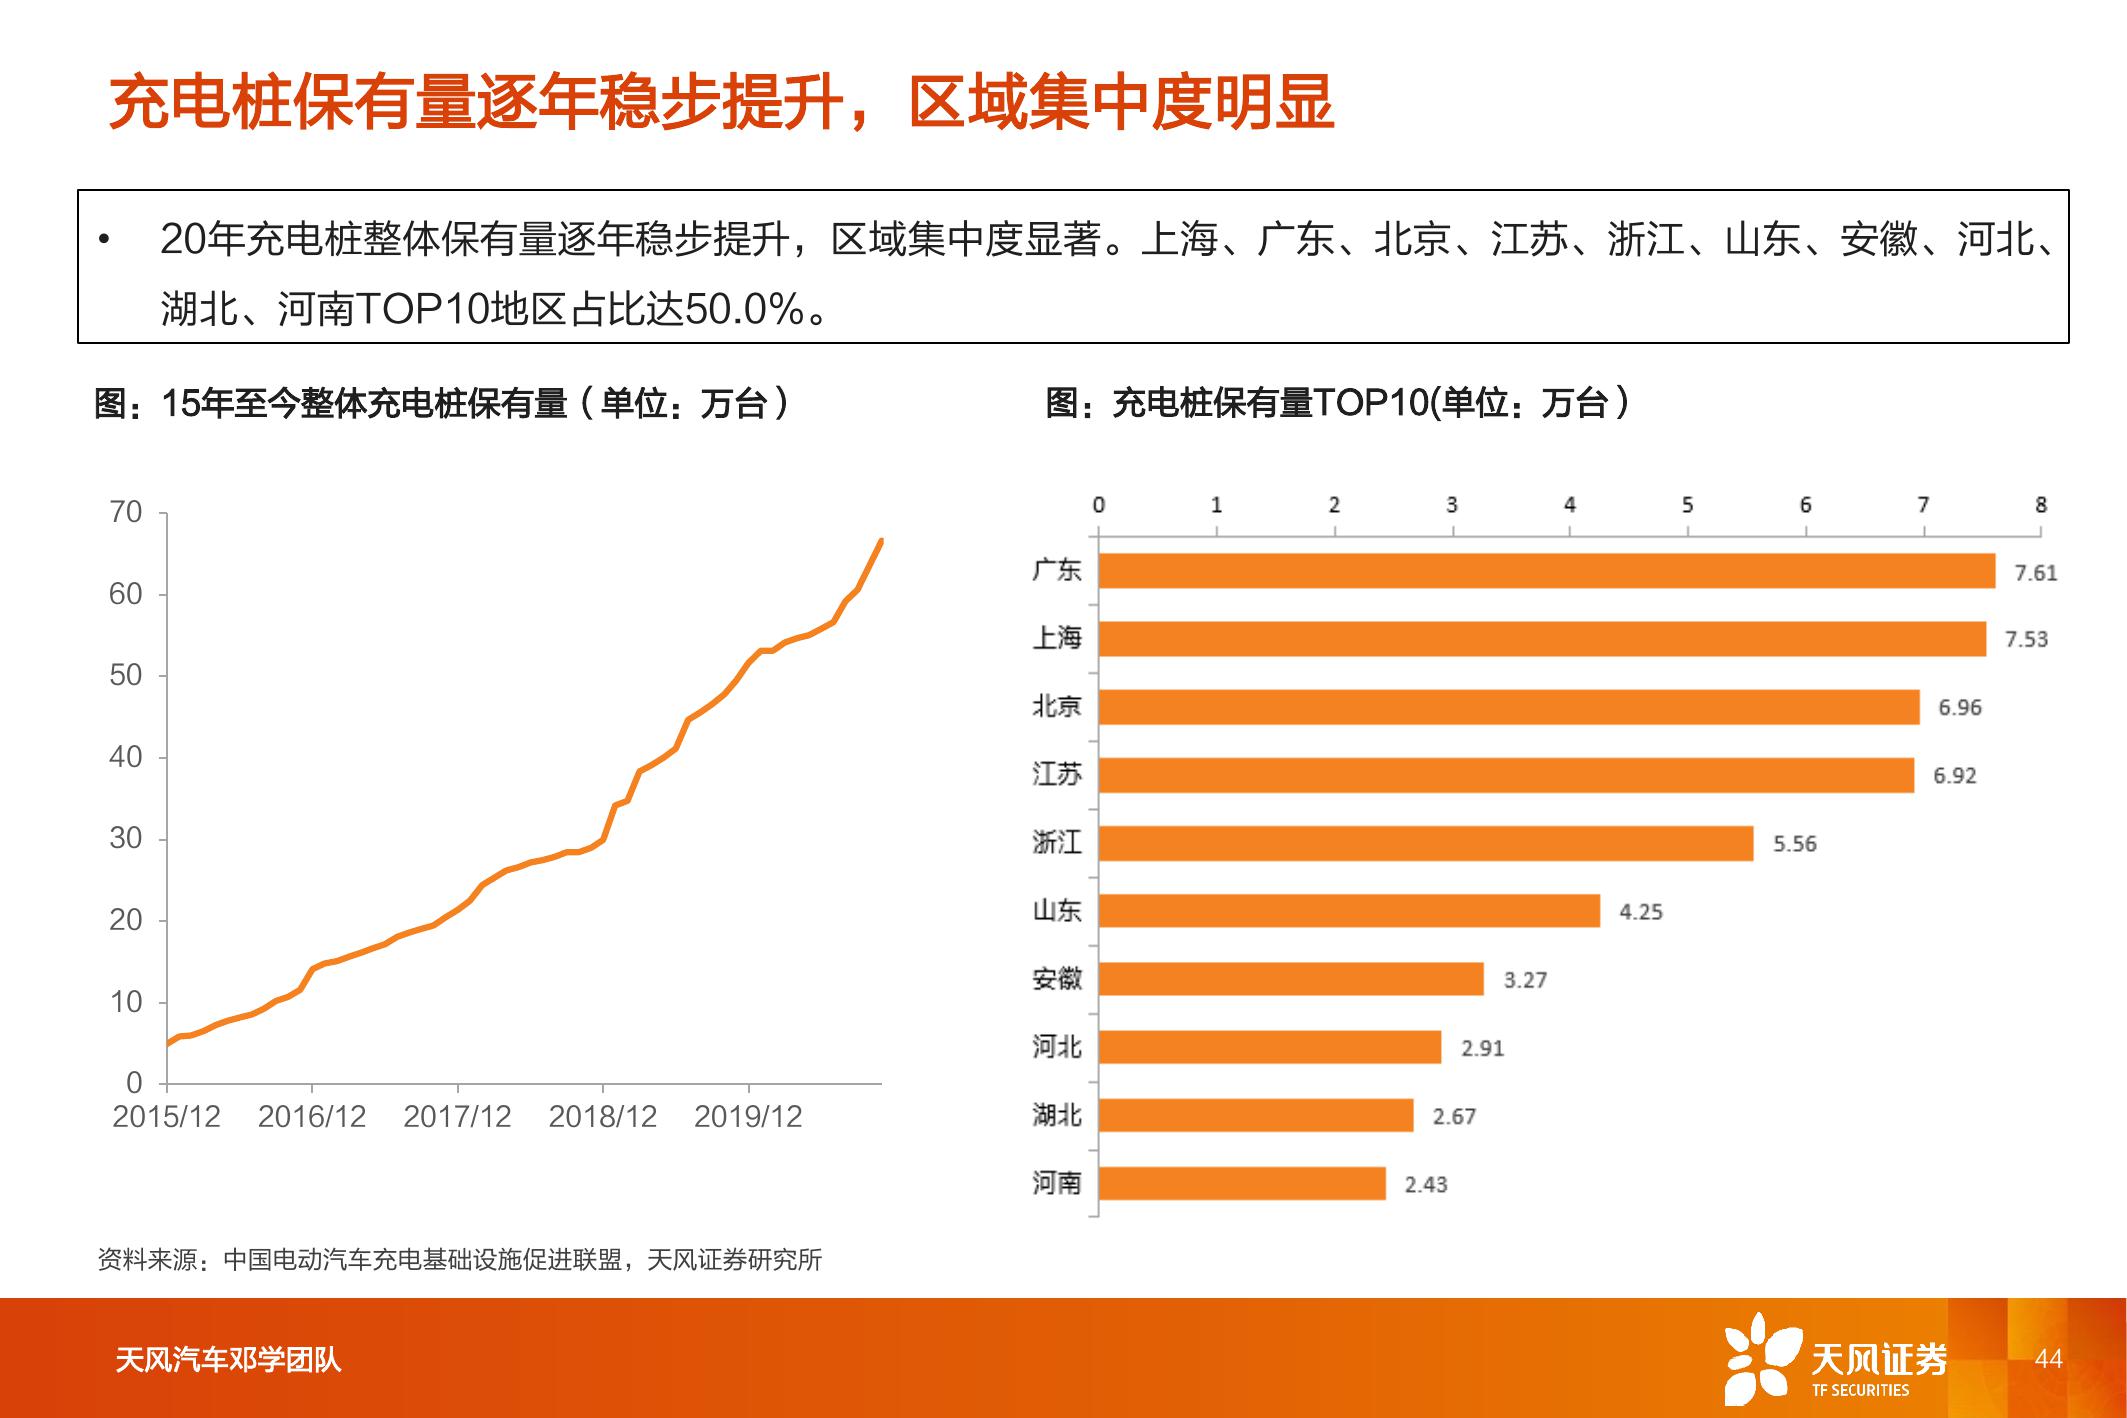 充电桩保有量逐年稳步提升，区域集中度明显
• 20年充电桩整体保有量逐年稳步提升，区域集中度显著。上海、广东、北京、江苏、浙江、山东、安徽、河北、
湖北、河南TOP10地区占比达50.0%。
图：15年至今整体充电桩保有量（单位：万台）
70
60
50
40
30
20
10
0
2015/12 2016/12 2017/12 2018/12 2019/12
图：充电桩保有量TOP10(单位：万台）
0 1 2 3 4 5 6 7 8
广东 7.61
上海 7.53
北京 6.96
江苏 6.92
浙江 5.56
山东 4.25
安徽 3.27
河北 2.91
湖北 2.67
河南 2.43
资料来源：中国电动汽车充电基础设施促进联盟，天风证券研究所
天风汽车邓学团队
天风证券
TF SECURITIES
44